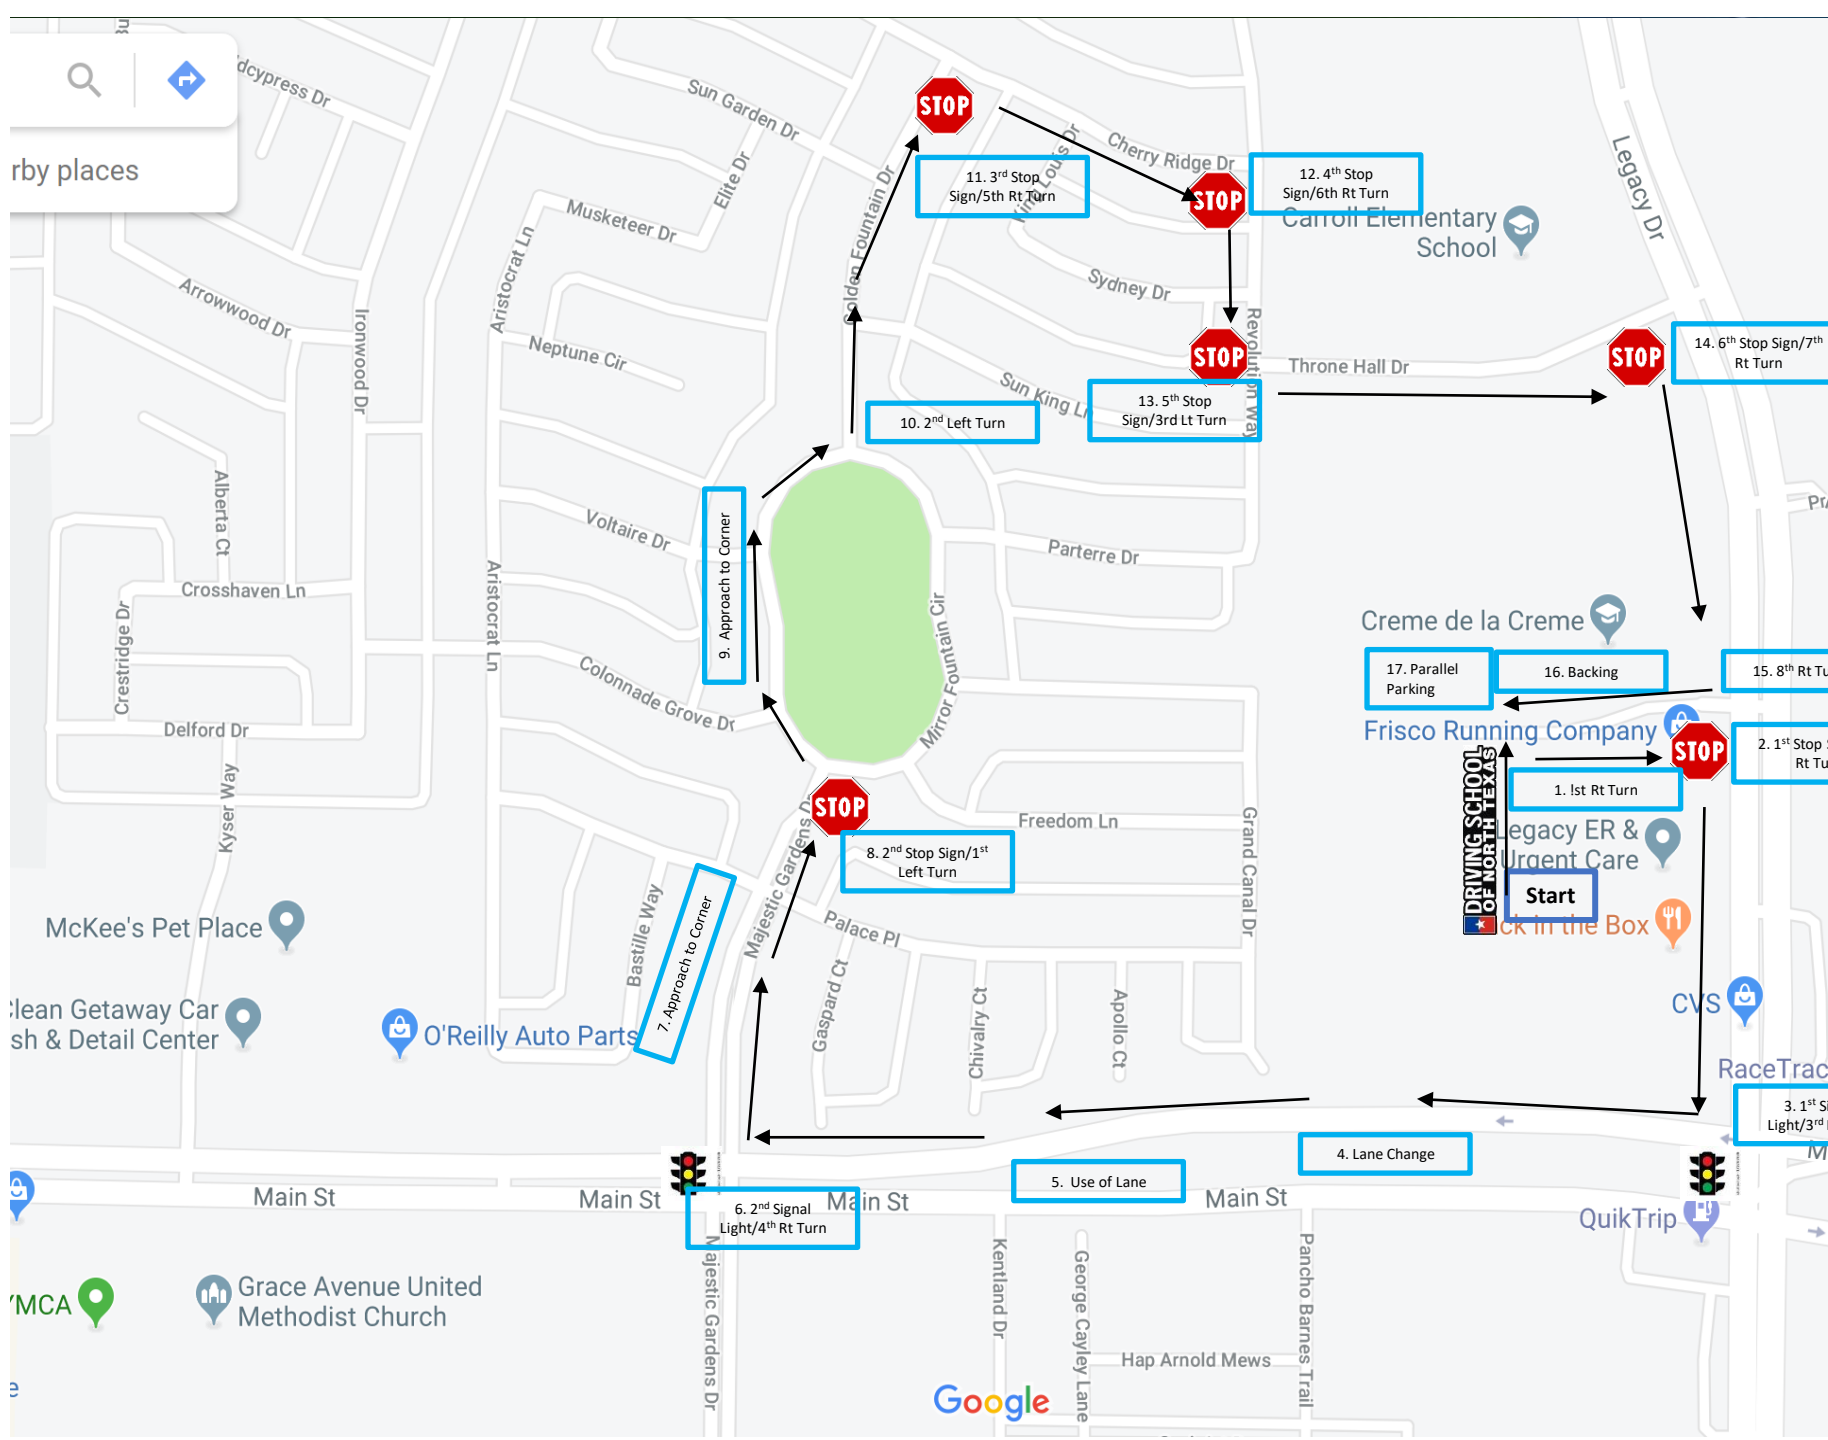 Bu
dcypress Dr
rby places
Sun Garden Dr
STOP
Cherry Ridge Dr
King Louis Dr
11. 3rd Stop
Sign/5th Rt Turn
12. 4th Stop
Sign/6th Rt Turn
STOP
Legacy Dr
Carroll Elementary
School
Elite Dr
Musketeer Dr
Golden Fountain Dr
Aristocrat Ln
Arrowwood Dr
Ironwood Dr
Neptune Cir
Sydney Dr
Revolution Way
STOP
Throne Hall Dr
STOP
14. 6th Stop Sign/7th
Rt Turn
Sun King Ln
13. 5th Stop
Sign/3rd Lt Turn
10. 2nd Left Turn
Alberta Ct
Voltaire Dr
9. Approach to Corner
Parterre Dr
Pr
Crosshaven Ln
Crestridge Dr
Aristocrat Ln
Mirror Fountain Cir
Creme de la Creme
17. Parallel
Parking
16. Backing
15. 8th Rt Tu
Colonnade Grove Dr
Delford Dr
Frisco Running Company
STOP
2. 1st Stop
Rt Tu
DRIVING SCHOOL
OF NORTH TEXAS
1. !st Rt Turn
Kyser Way
STOP
Majestic Gardens Dr
Freedom Ln
Grand Canal Dr
Legacy ER &
Urgent Care
8. 2nd Stop Sign/1st
Left Turn
Start
ck in the Box
7. Approach to Corner
Bastille Way
Palace Pl
McKee's Pet Place
Gaspard Ct
Chivalry Ct
Apollo Ct
CVS
Clean Getaway Car
sh & Detail Center
O'Reilly Auto Parts
RaceTrac
3. 1st Si
Light/3rd
M
4. Lane Change
5. Use of Lane
Main St
Main St
Main St
Main St
6. 2nd Signal
Light/4th Rt Turn
QuikTrip
Majestic Gardens Dr
Kentland Dr
George Cayley Lane
Pancho Barnes Trail
Grace Avenue United
Methodist Church
YMCA
Hap Arnold Mews
e
Google